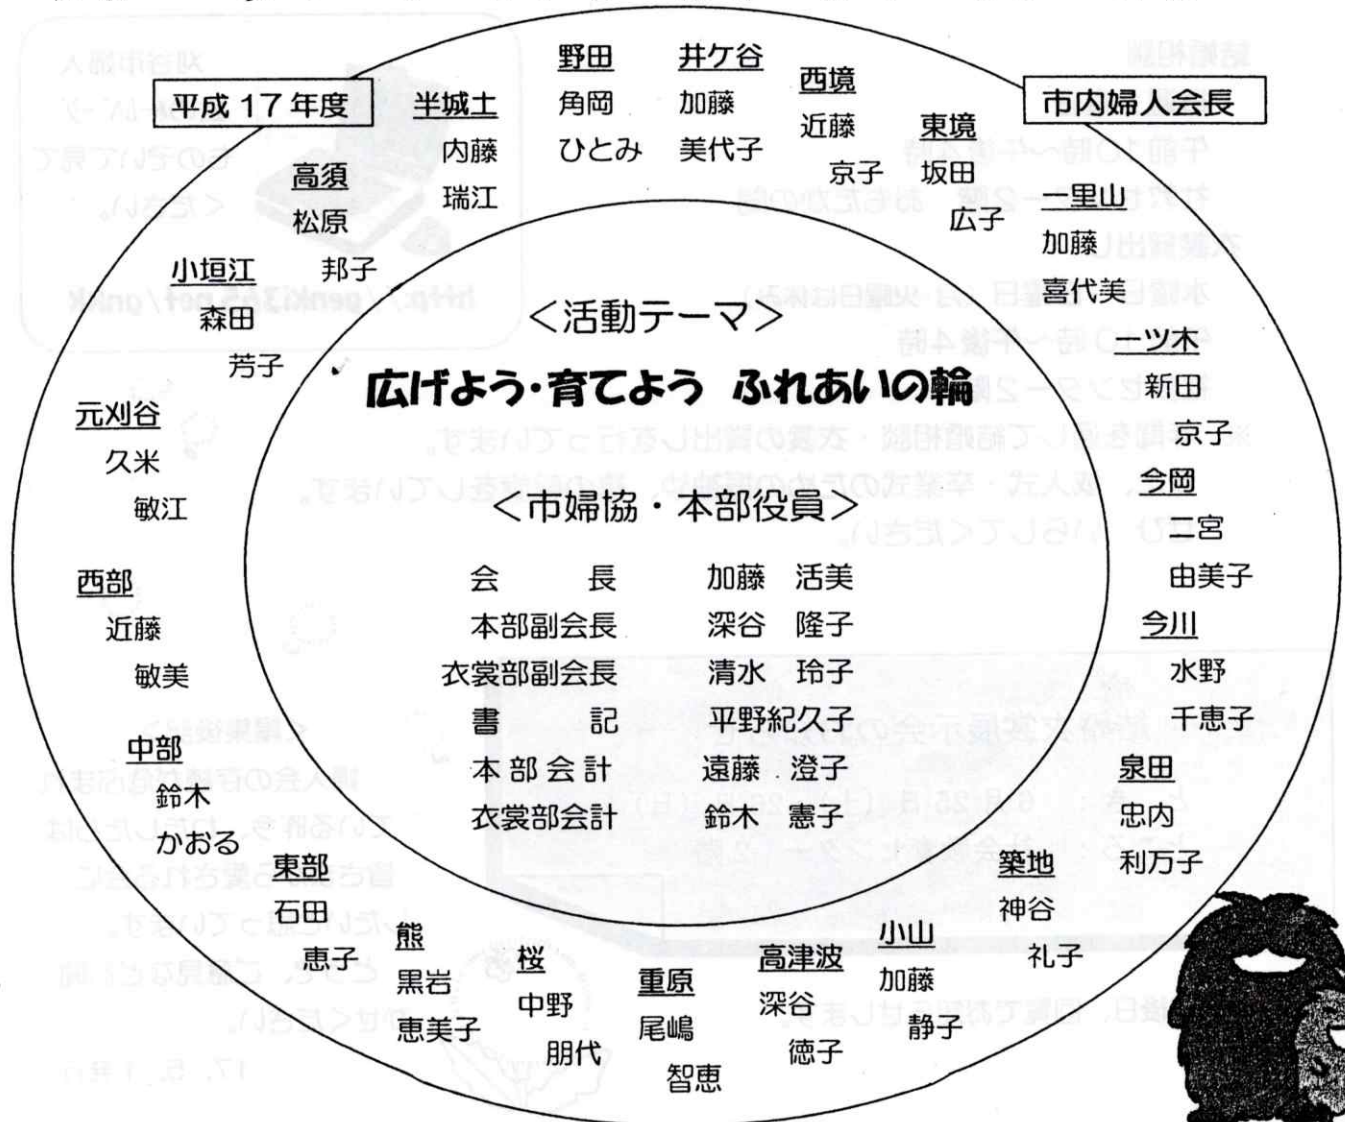 平成17年度
市内婦人会長
半城土
内藤
瑞江
野田
角岡
ひとみ
井ケ谷
加藤
美代子
西境
近藤
京子
東境
坂田
広子
一里山
加藤
喜代美
一ツ木
新田
京子
今岡
二宮
由美子
今川
水野
千恵子
泉田
忠内
利万子
築地
神谷
礼子
小山
加藤
静子
高津波
深谷
徳子
重原
尾嶋
智恵
桜
中野
朋代
熊
黒岩
恵美子
東部
石田
恵子
中部
鈴木
かおる
西部
近藤
敏美
元刈谷
久米
敏江
小垣江
森田
芳子
高須
松原
邦子
<活動テーマ>
広げよう・育てよう ふれあいの輪
<市婦協・本部役員>
会長 加藤 活美
本部副会長 深谷 隆子
衣裳部副会長 清水 玲子
書記 平野紀久子
本部会計 遠藤 澄子
衣裳部会計 鈴木 憲子